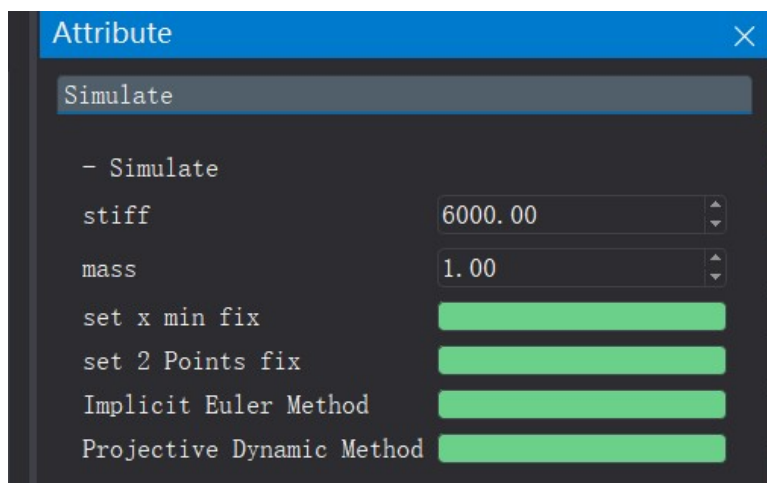 Attribute
Simulate
- Simulate
stiff 6000.00
mass 1.00
set x min fix
set 2 Points fix
Implicit Euler Method
Projective Dynamic Method